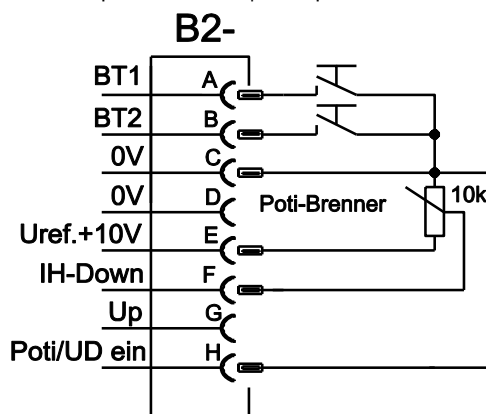 B2-
BT1 A
BT2 B
0V C
0V D
Poti-Brenner 10k
Uref.+10V E
IH-Down F
Up G
Poti/UD ein H